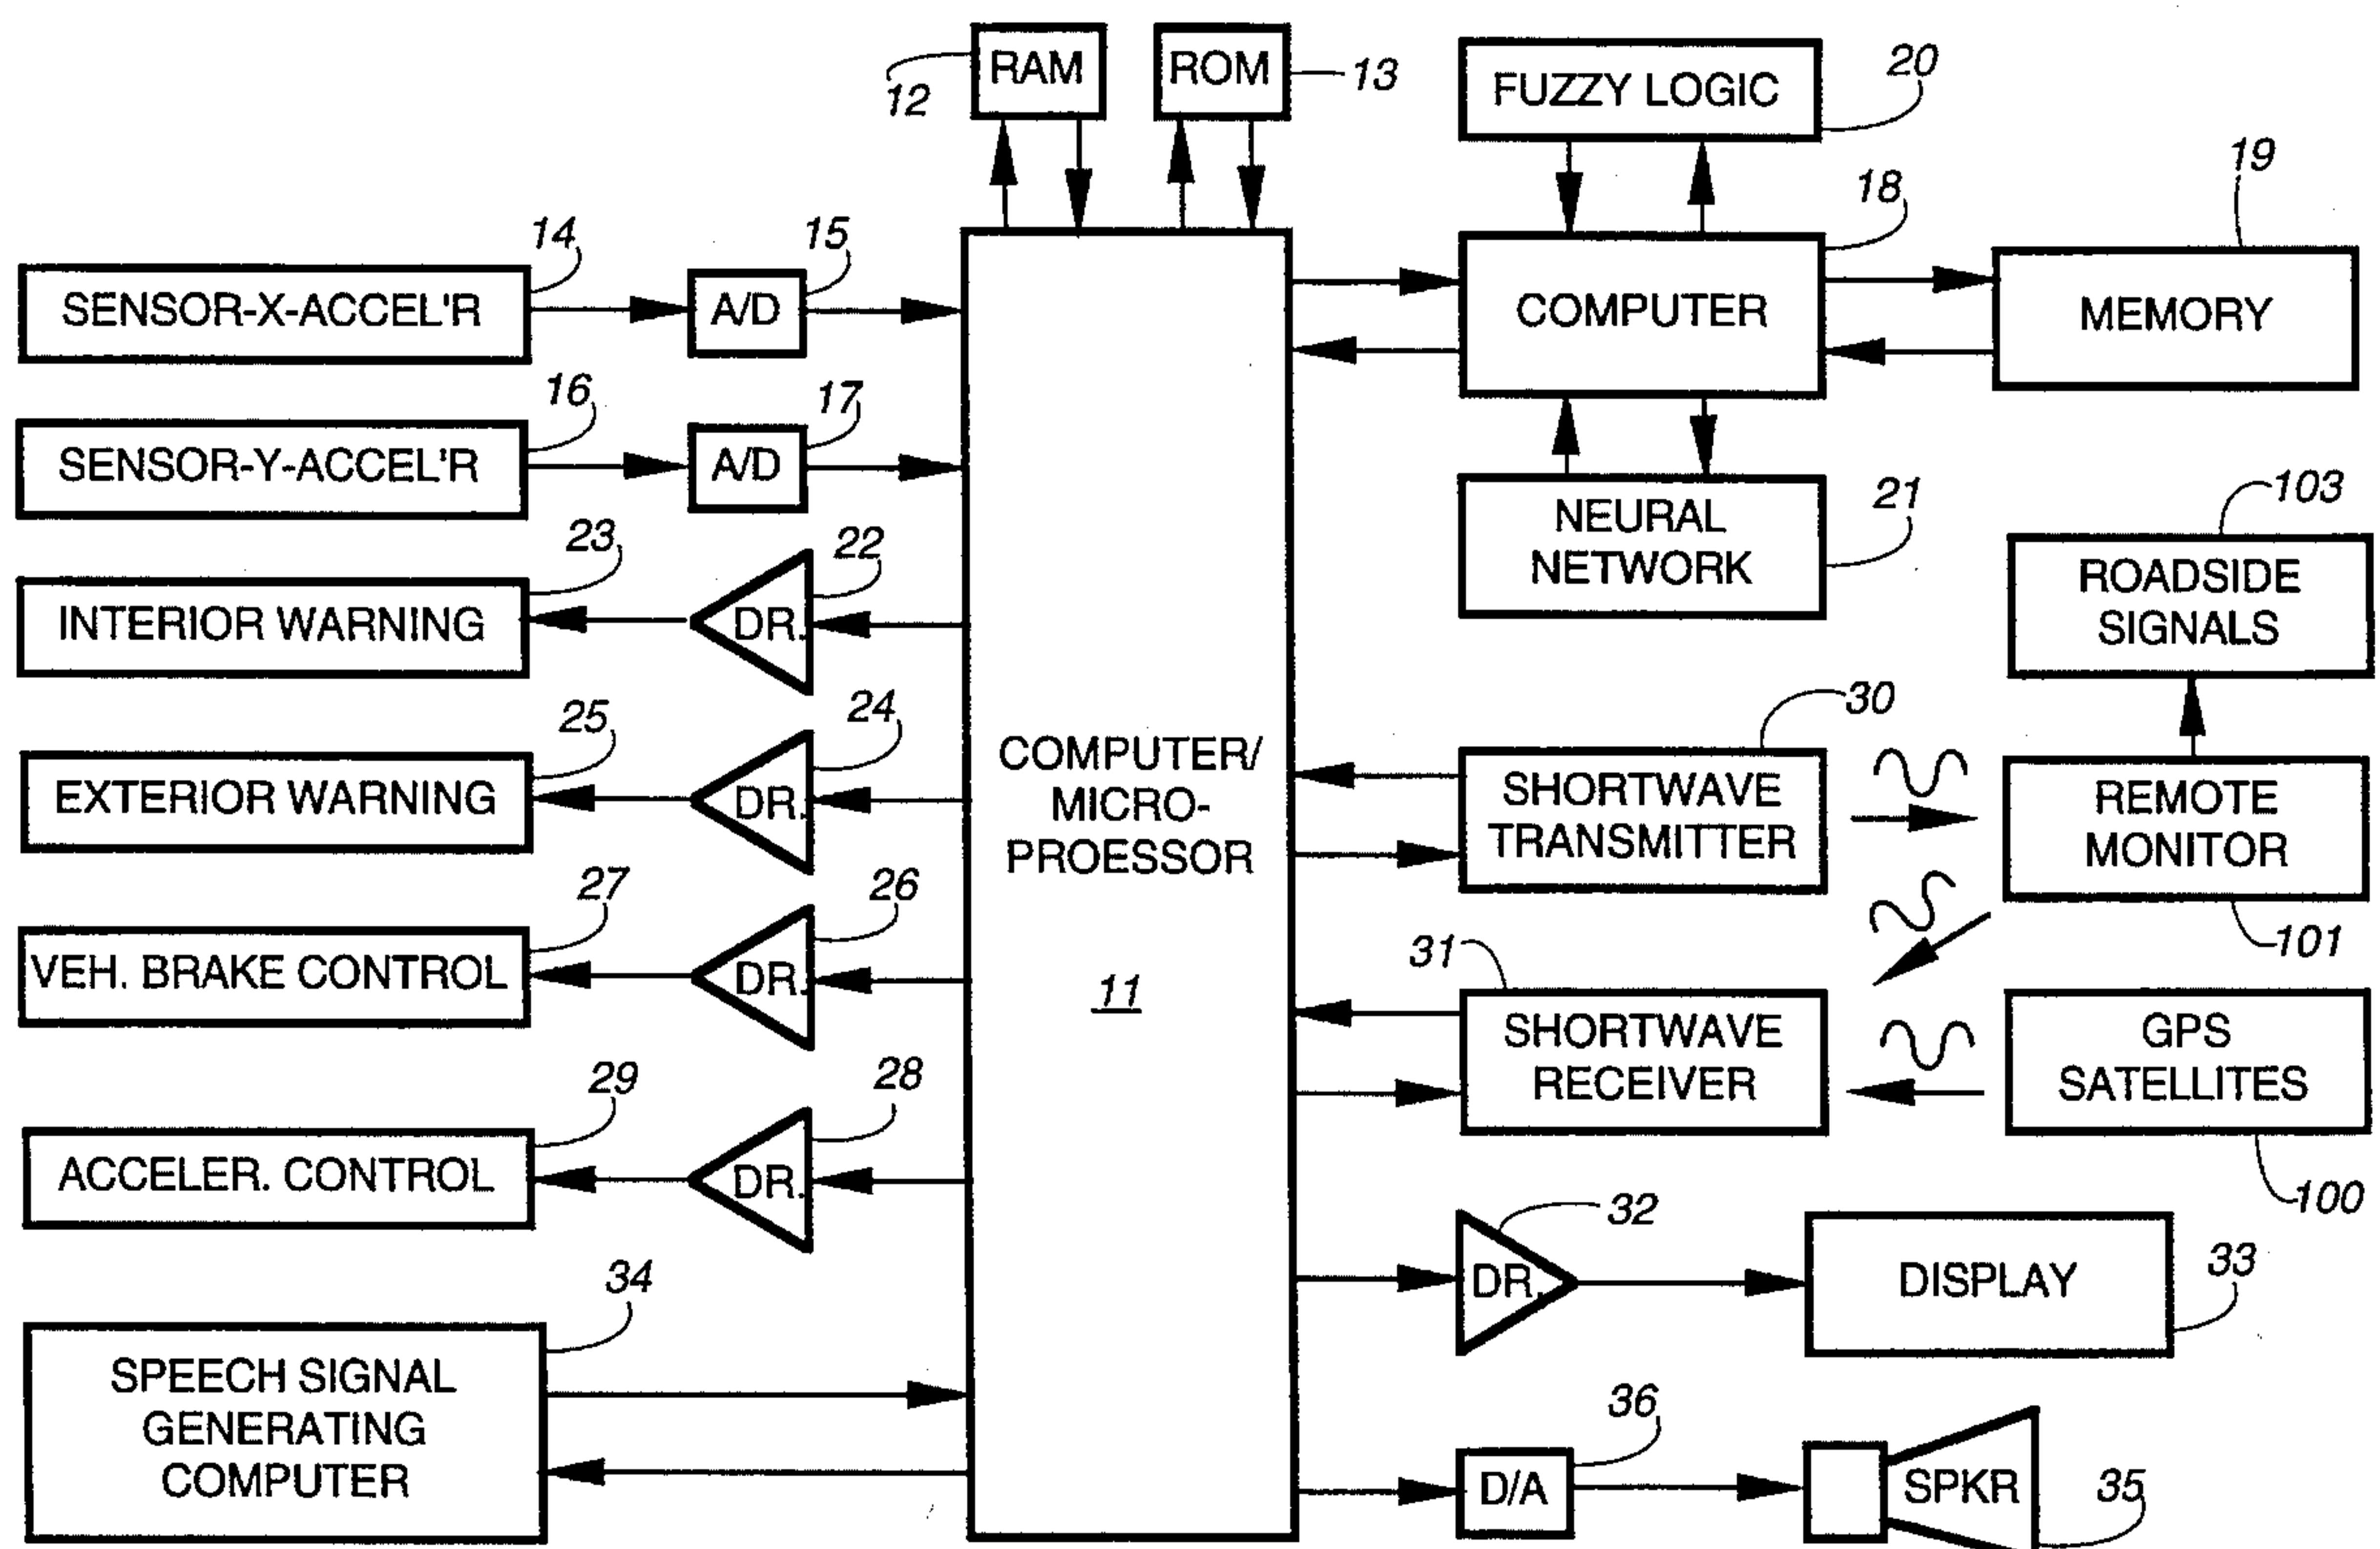 RAM
12
ROM
13
FUZZY LOGIC
20
SENSOR-X-ACCEL'R
14
A/D
15
COMPUTER
18
MEMORY
19
SENSOR-Y-ACCEL'R
16
A/D
17
NEURAL
NETWORK
21
ROADSIDE
SIGNALS
103
INTERIOR WARNING
23
DR.
22
EXTERIOR WARNING
25
DR.
24
COMPUTER/
MICRO-
PROESSOR
11
SHORTWAVE
TRANSMITTER
30
REMOTE
MONITOR
101
VEH. BRAKE CONTROL
27
DR.
26
SHORTWAVE
RECEIVER
31
GPS
SATELLITES
100
ACCELER. CONTROL
29
DR.
28
DR.
32
DISPLAY
33
SPEECH SIGNAL
GENERATING
COMPUTER
34
D/A
36
SPKR
35